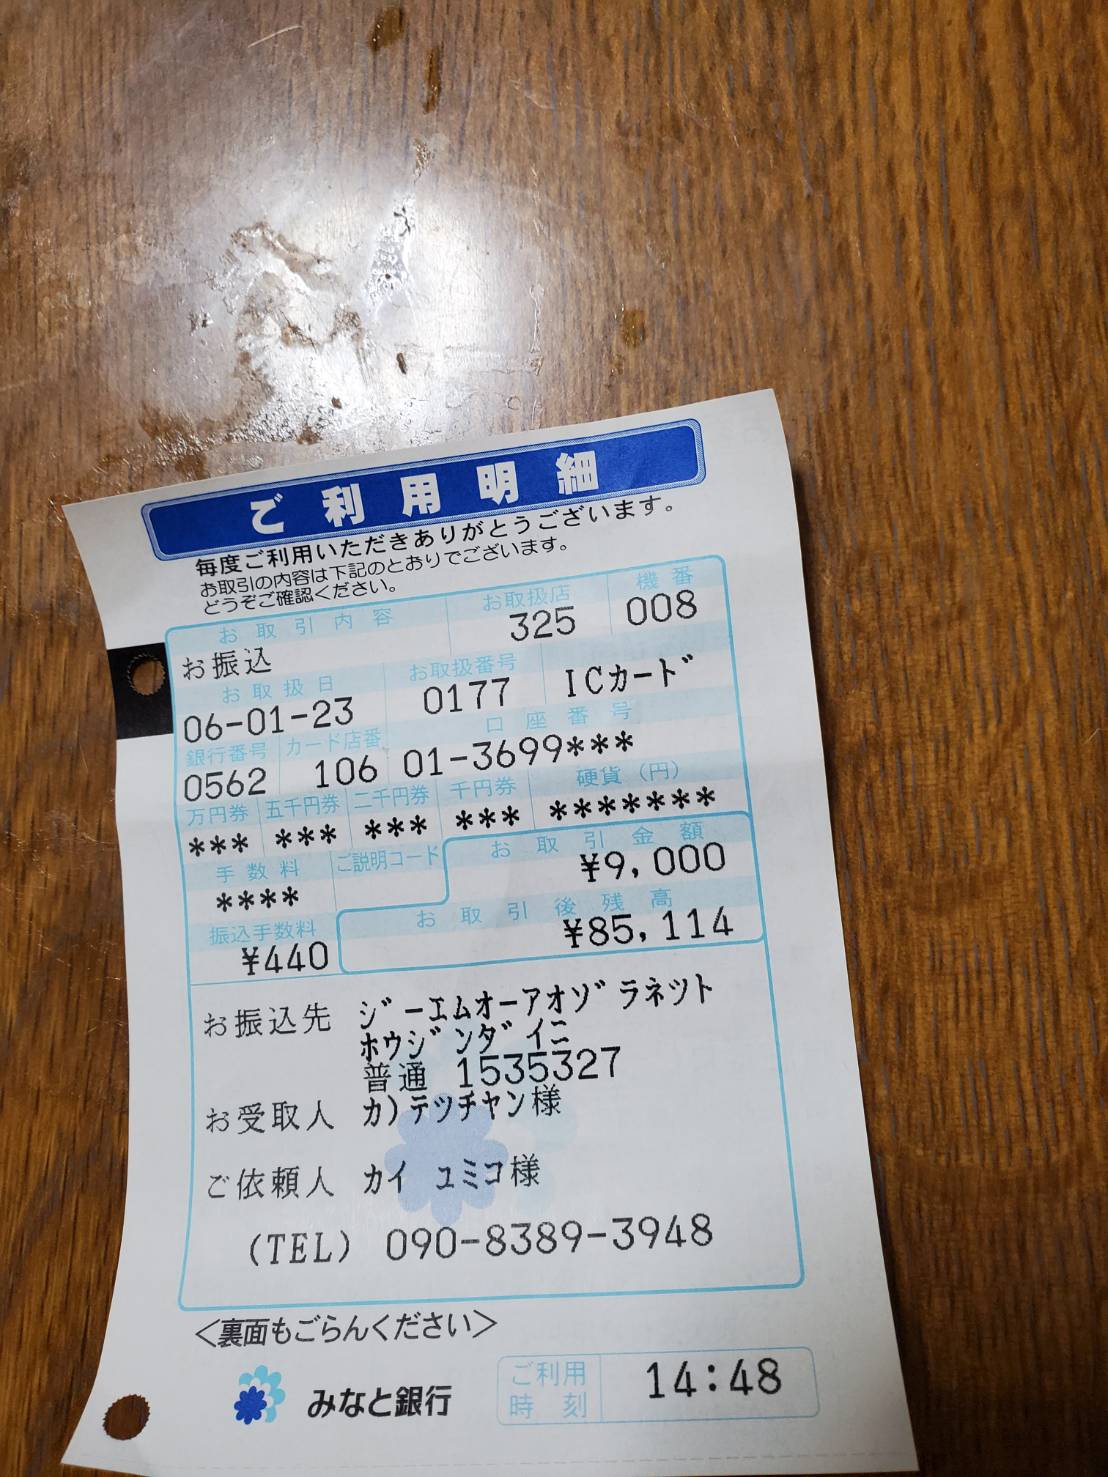 ご利用明細
毎度ご利用いただきありがとうございます。
お取引の内容は下記のとおりでございます。
どうぞご確認ください。
お取引内容 お取扱店 機番
お振込 325 008
お取扱日 お取扱番号
06-01-23 0177 ICカード
銀行番号 カード店番 口座番号
0562 106 01-3699***
万円券 五千円券 二千円券 千円券 硬貨(円)
*** *** *** *** *******
手数料 ご説明コード お取引金額
**** ¥9,000
振込手数料 お取引後残高
¥440 ¥85,114
お振込先 ジーエムオーアオゾラネツト
ホウジンダイニ
普通 1535327
お受取人 カ)テツチヤン様
ご依頼人 カイ ユミコ様
(TEL) 090-8389-3948
<裏面もごらんください>
みなと銀行 ご利用時刻 14:48